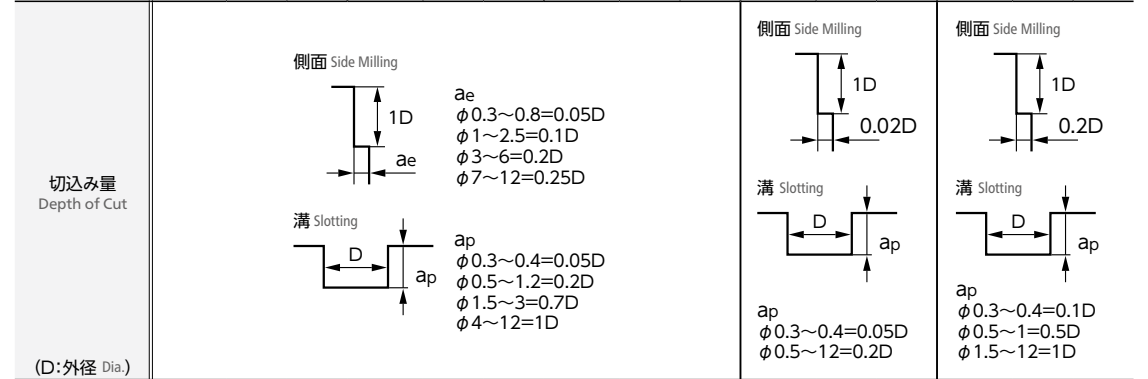 切込み量
Depth of Cut
(D:外径 Dia.)
側面 Side Milling
1D
ae
ae
φ0.3~0.8=0.05D
φ1~2.5=0.1D
φ3~6=0.2D
φ7~12=0.25D
溝 Slotting
D
ap
ap
φ0.3~0.4=0.05D
φ0.5~1.2=0.2D
φ1.5~3=0.7D
φ4~12=1D
側面 Side Milling
1D
0.02D
溝 Slotting
D
ap
ap
φ0.3~0.4=0.05D
φ0.5~12=0.2D
側面 Side Milling
1D
0.2D
溝 Slotting
D
ap
ap
φ0.3~0.4=0.1D
φ0.5~1=0.5D
φ1.5~12=1D